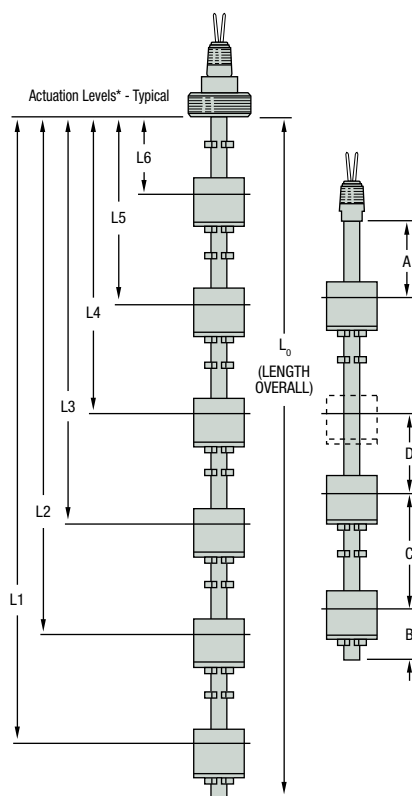 Actuation Levels* - Typical
L6
L5
L4
L3
L2
L1
L₀
(LENGTH
OVERALL)
A
D
C
B